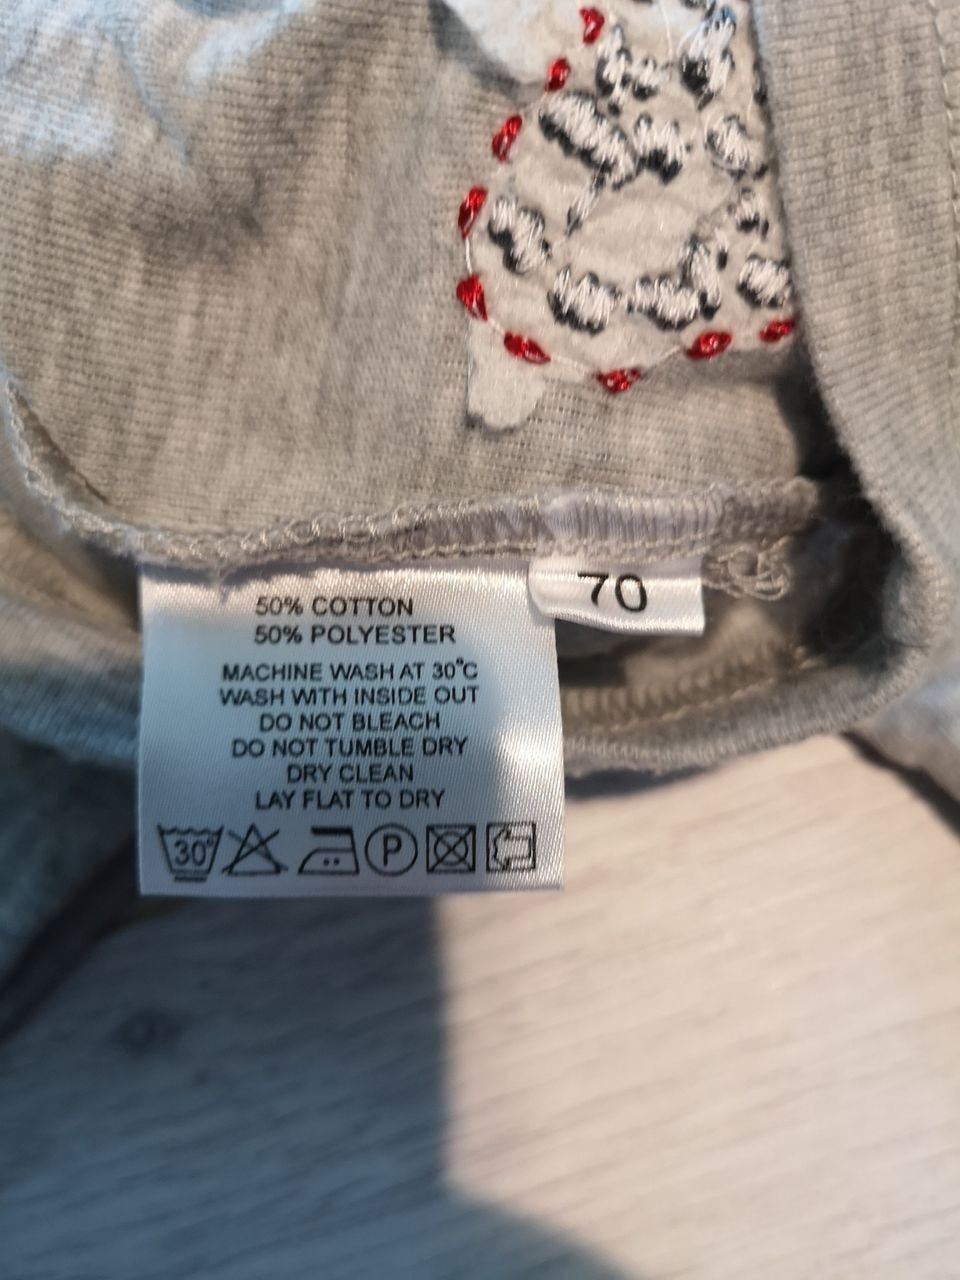 50% COTTON
50% POLYESTER
MACHINE WASH AT 30°C
WASH WITH INSIDE OUT
DO NOT BLEACH
DO NOT TUMBLE DRY
DRY CLEAN
LAY FLAT TO DRY
30° P
70